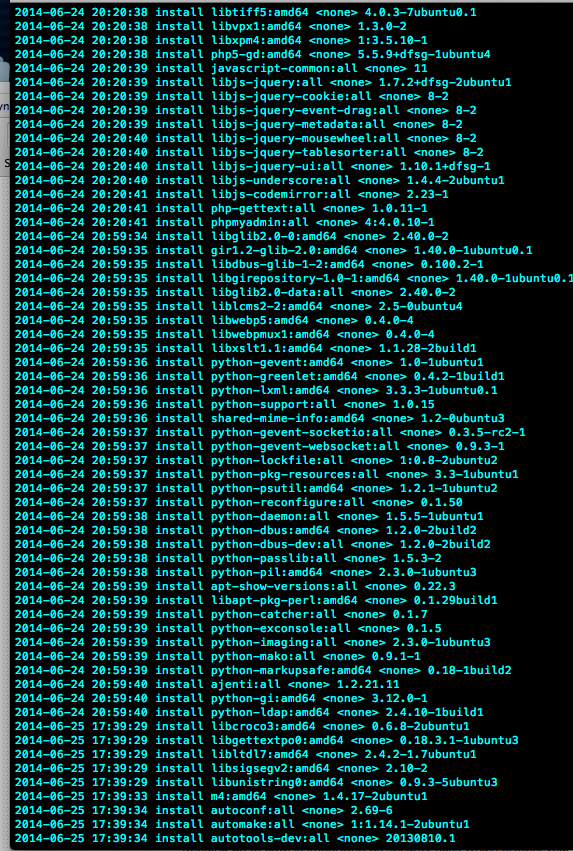 2014-06-24 20:20:38 install libtiff5:amd64 <none> 4.0.3-7ubuntu0.1
2014-06-24 20:20:38 install libvpx1:amd64 <none> 1.3.0-2
2014-06-24 20:20:38 install libxpm4:amd64 <none> 1:3.5.10-1
2014-06-24 20:20:38 install php5-gd:amd64 <none> 5.5.9+dfsg-1ubuntu4
2014-06-24 20:20:39 install javascript-common:all <none> 11
2014-06-24 20:20:39 install libjs-jquery:all <none> 1.7.2+dfsg-2ubuntu1
2014-06-24 20:20:39 install libjs-jquery-cookie:all <none> 8-2
2014-06-24 20:20:39 install libjs-jquery-event-drag:all <none> 8-2
2014-06-24 20:20:39 install libjs-jquery-metadata:all <none> 8-2
2014-06-24 20:20:40 install libjs-jquery-mousewheel:all <none> 8-2
2014-06-24 20:20:40 install libjs-jquery-tablesorter:all <none> 8-2
2014-06-24 20:20:40 install libjs-jquery-ui:all <none> 1.10.1+dfsg-1
2014-06-24 20:20:40 install libjs-underscore:all <none> 1.4.4-2ubuntu1
2014-06-24 20:20:41 install libjs-codemirror:all <none> 2.23-1
2014-06-24 20:20:41 install php-gettext:all <none> 1.0.11-1
2014-06-24 20:20:41 install phpmyadmin:all <none> 4:4.0.10-1
2014-06-24 20:59:34 install libglib2.0-0:amd64 <none> 2.40.0-2
2014-06-24 20:59:35 install gir1.2-glib-2.0:amd64 <none> 1.40.0-1ubuntu0.1
2014-06-24 20:59:35 install libdbus-glib-1-2:amd64 <none> 0.100.2-1
2014-06-24 20:59:35 install libgirepository-1.0-1:amd64 <none> 1.40.0-1ubuntu0.1
2014-06-24 20:59:35 install libglib2.0-data:all <none> 2.40.0-2
2014-06-24 20:59:35 install liblcms2-2:amd64 <none> 2.5-0ubuntu4
2014-06-24 20:59:35 install libwebp5:amd64 <none> 0.4.0-4
2014-06-24 20:59:35 install libwebpmux1:amd64 <none> 0.4.0-4
2014-06-24 20:59:35 install libxslt1.1:amd64 <none> 1.1.28-2build1
2014-06-24 20:59:36 install python-gevent:amd64 <none> 1.0-1ubuntu1
2014-06-24 20:59:36 install python-greenlet:amd64 <none> 0.4.2-1build1
2014-06-24 20:59:36 install python-lxml:amd64 <none> 3.3.3-1ubuntu0.1
2014-06-24 20:59:36 install python-support:all <none> 1.0.15
2014-06-24 20:59:36 install shared-mime-info:amd64 <none> 1.2-0ubuntu3
2014-06-24 20:59:37 install python-gevent-socketio:all <none> 0.3.5-rc2-1
2014-06-24 20:59:37 install python-gevent-websocket:all <none> 0.9.3-1
2014-06-24 20:59:37 install python-lockfile:all <none> 1:0.8-2ubuntu2
2014-06-24 20:59:37 install python-pkg-resources:all <none> 3.3-1ubuntu1
2014-06-24 20:59:37 install python-psutil:amd64 <none> 1.2.1-1ubuntu2
2014-06-24 20:59:37 install python-reconfigure:all <none> 0.1.50
2014-06-24 20:59:38 install python-daemon:all <none> 1.5.5-1ubuntu1
2014-06-24 20:59:38 install python-dbus:amd64 <none> 1.2.0-2build2
2014-06-24 20:59:38 install python-dbus-dev:all <none> 1.2.0-2build2
2014-06-24 20:59:38 install python-passlib:all <none> 1.5.3-2
2014-06-24 20:59:38 install python-pil:amd64 <none> 2.3.0-1ubuntu3
2014-06-24 20:59:39 install apt-show-versions:all <none> 0.22.3
2014-06-24 20:59:39 install libapt-pkg-perl:amd64 <none> 0.1.29build1
2014-06-24 20:59:39 install python-catcher:all <none> 0.1.7
2014-06-24 20:59:39 install python-exconsole:all <none> 0.1.5
2014-06-24 20:59:39 install python-imaging:all <none> 2.3.0-1ubuntu3
2014-06-24 20:59:39 install python-mako:all <none> 0.9.1-1
2014-06-24 20:59:39 install python-markupsafe:amd64 <none> 0.18-1build2
2014-06-24 20:59:40 install ajenti:all <none> 1.2.21.11
2014-06-24 20:59:40 install python-gi:amd64 <none> 3.12.0-1
2014-06-24 20:59:40 install python-ldap:amd64 <none> 2.4.10-1build1
2014-06-25 17:39:29 install libcroco3:amd64 <none> 0.6.8-2ubuntu1
2014-06-25 17:39:29 install libgettextpo0:amd64 <none> 0.18.3.1-1ubuntu3
2014-06-25 17:39:29 install libltdl7:amd64 <none> 2.4.2-1.7ubuntu1
2014-06-25 17:39:29 install libsigsegv2:amd64 <none> 2.10-2
2014-06-25 17:39:29 install libunistring0:amd64 <none> 0.9.3-5ubuntu3
2014-06-25 17:39:33 install m4:amd64 <none> 1.4.17-2ubuntu1
2014-06-25 17:39:34 install autoconf:all <none> 2.69-6
2014-06-25 17:39:34 install automake:all <none> 1:1.14.1-2ubuntu1
2014-06-25 17:39:34 install autotools-dev:all <none> 20130810.1